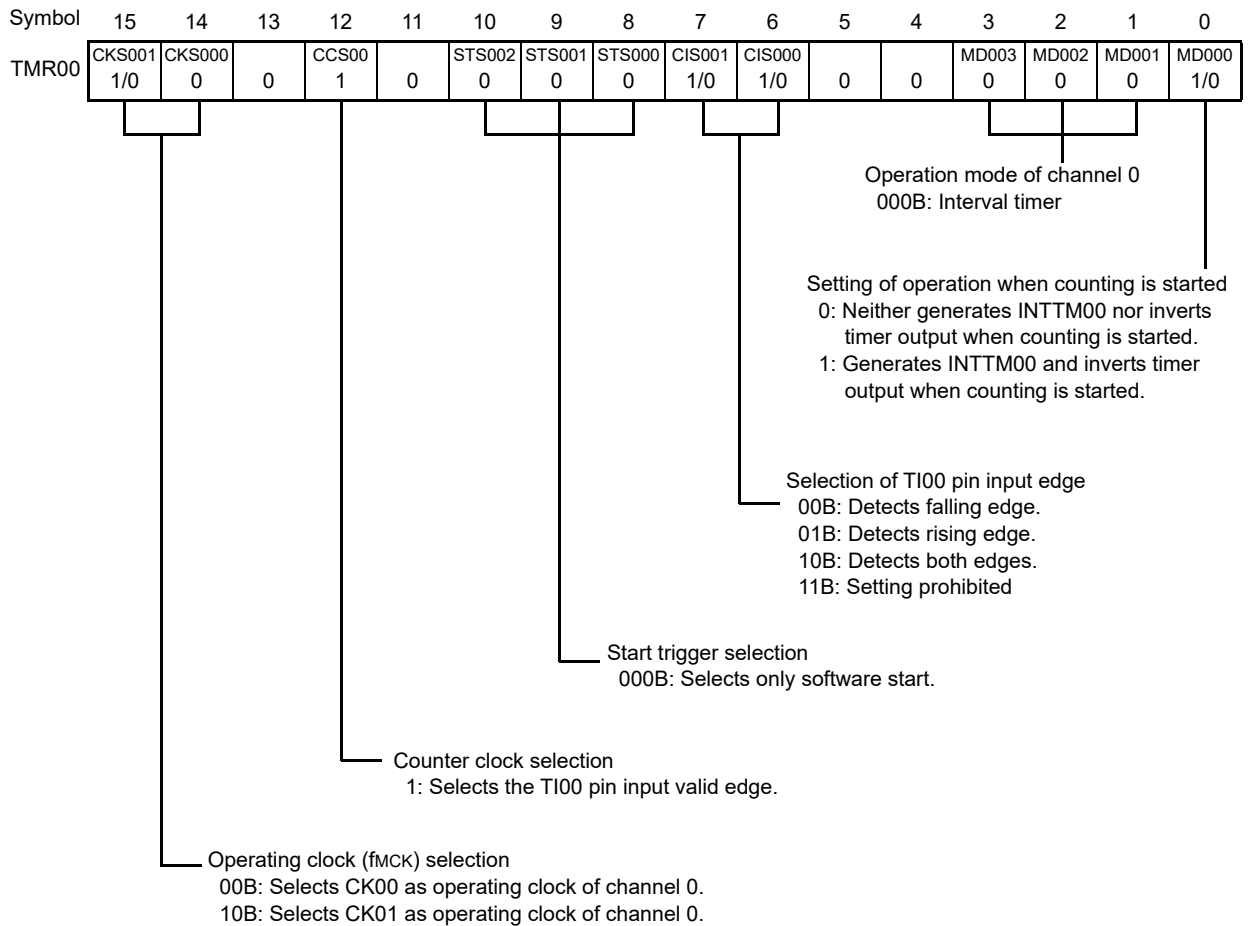 Symbol 15 14 13 12 11 10 9 8 7 6 5 4 3 2 1 0
CKS001 CKS000 CCS00 STS002 STS001 STS000 CIS001 CIS000 MD003 MD002 MD001 MD000
TMR00 1/0 0 0 1 0 0 0 0 1/0 1/0 0 0 0 0 0 1/0
Operation mode of channel 0
000B: Interval timer
Setting of operation when counting is started
0: Neither generates INTTM00 nor inverts
timer output when counting is started.
1: Generates INTTM00 and inverts timer
output when counting is started.
Selection of TI00 pin input edge
00B: Detects falling edge.
01B: Detects rising edge.
10B: Detects both edges.
11B: Setting prohibited
Start trigger selection
000B: Selects only software start.
Counter clock selection
1: Selects the TI00 pin input valid edge.
Operating clock (fMCK) selection
00B: Selects CK00 as operating clock of channel 0.
10B: Selects CK01 as operating clock of channel 0.